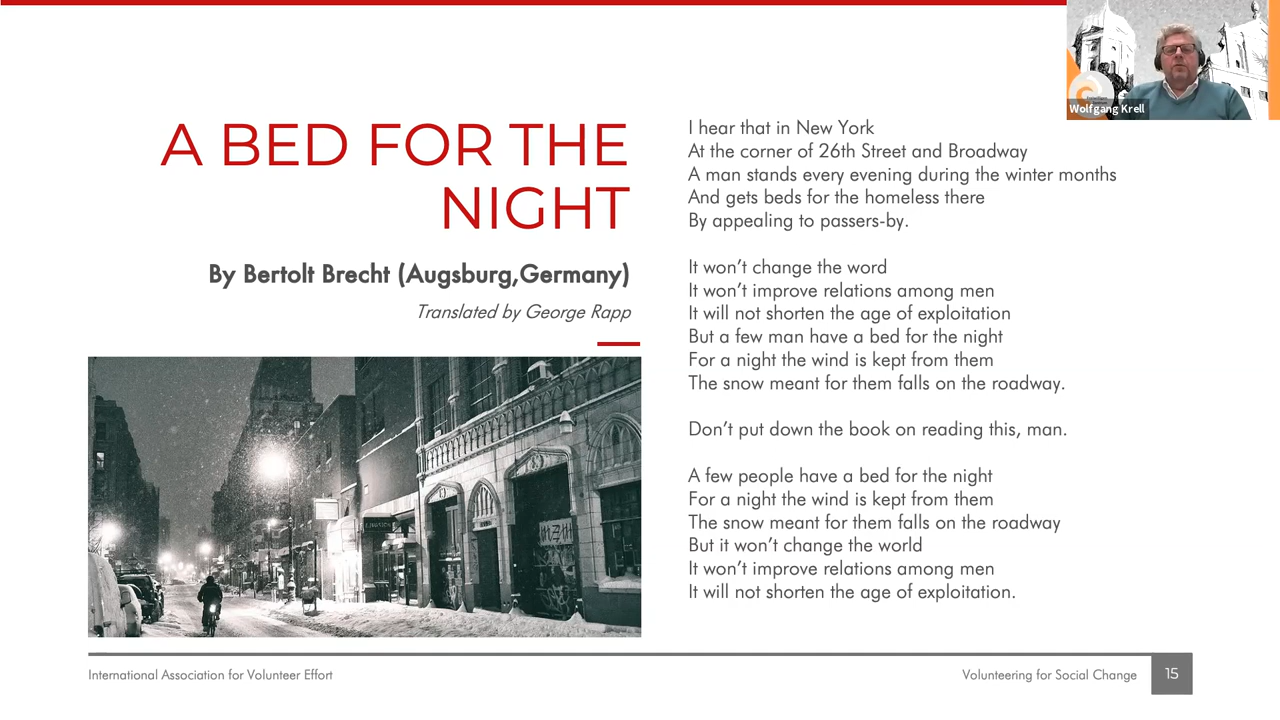 Wolfgang Krell
A BED FOR THE
NIGHT
By Bertolt Brecht (Augsburg,Germany)
Translated by George Rapp
I hear that in New York
At the corner of 26th Street and Broadway
A man stands every evening during the winter months
And gets beds for the homeless there
By appealing to passers-by.
It won’t change the word
It won’t improve relations among men
It will not shorten the age of exploitation
But a few man have a bed for the night
For a night the wind is kept from them
The snow meant for them falls on the roadway.
Don’t put down the book on reading this, man.
A few people have a bed for the night
For a night the wind is kept from them
The snow meant for them falls on the roadway
But it won’t change the world
It won’t improve relations among men
It will not shorten the age of exploitation.
International Association for Volunteer Effort
Volunteering for Social Change
15